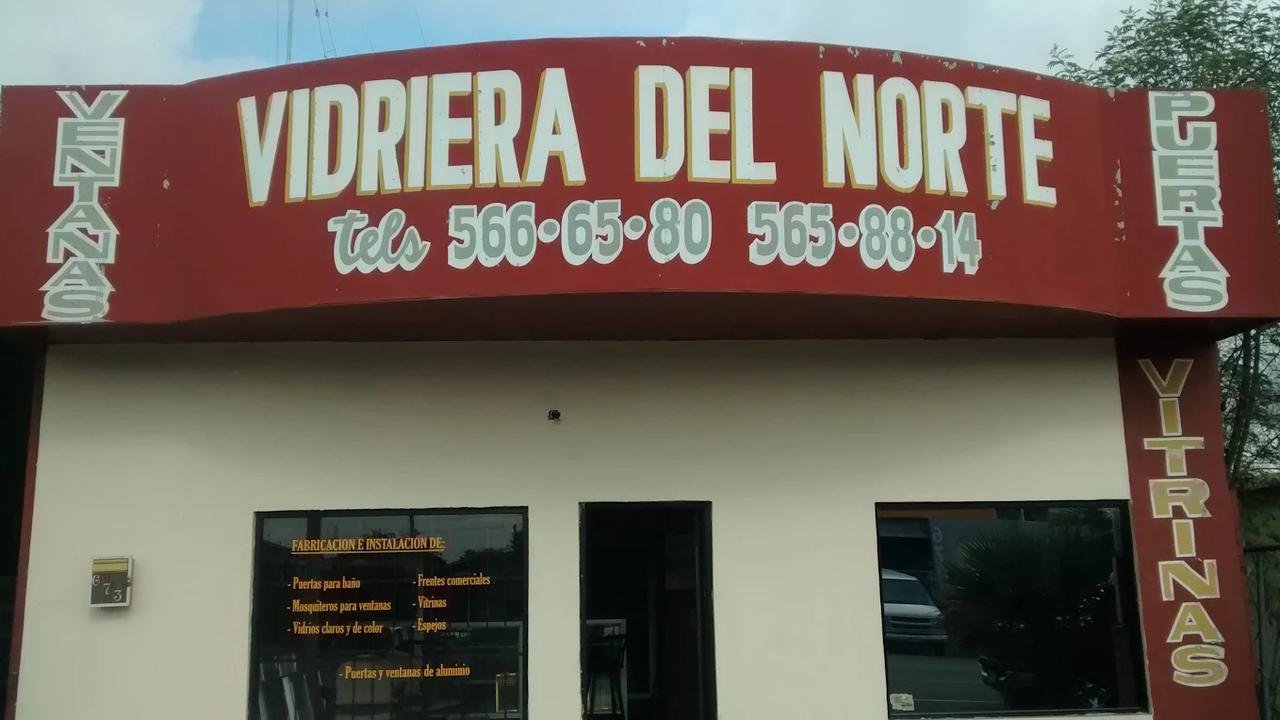 VENTANAS
VIDRIERA DEL NORTE
tels 566•65•80 565•88•14
PUERTAS
VITRINAS
673
FABRICACION E INSTALACION DE:
- Puertas para baño
- Mosquiteros para ventanas
- Vidrios claros y de color
- Frentes comerciales
- Vitrinas
- Espejos
- Puertas y ventanas de aluminio